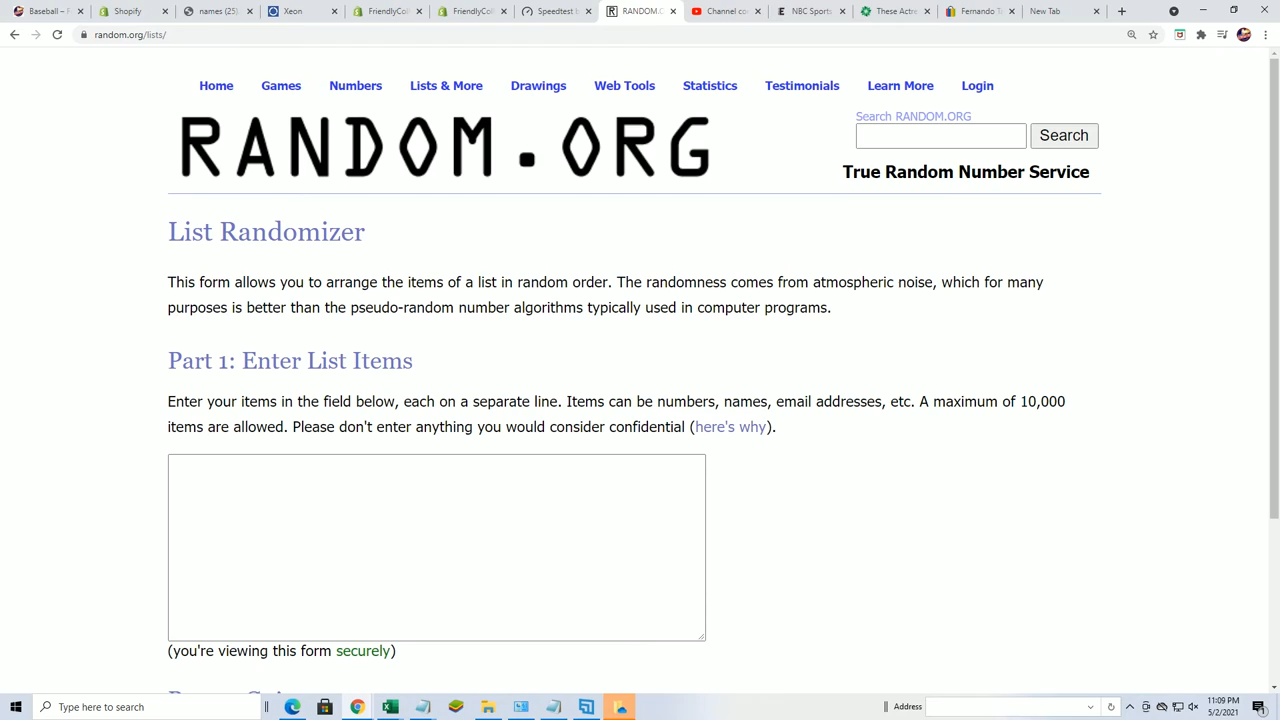 Baseball -
Shopify
names (25)
Xeon
FriendlyCol
FriendlyCol
Speedtest b
RANDOM.O
Channel co
NBC Sports
These Actre
Fernando T
New Tab
random.org/lists/
Home Games Numbers Lists & More Drawings Web Tools Statistics Testimonials Learn More Login
RANDOM.ORG
Search RANDOM.ORG
Search
True Random Number Service
List Randomizer
This form allows you to arrange the items of a list in random order. The randomness comes from atmospheric noise, which for many
purposes is better than the pseudo-random number algorithms typically used in computer programs.
Part 1: Enter List Items
Enter your items in the field below, each on a separate line. Items can be numbers, names, email addresses, etc. A maximum of 10,000
items are allowed. Please don't enter anything you would consider confidential (here's why).
(you're viewing this form securely)
Type here to search
Address
11:09 PM
5/2/2021